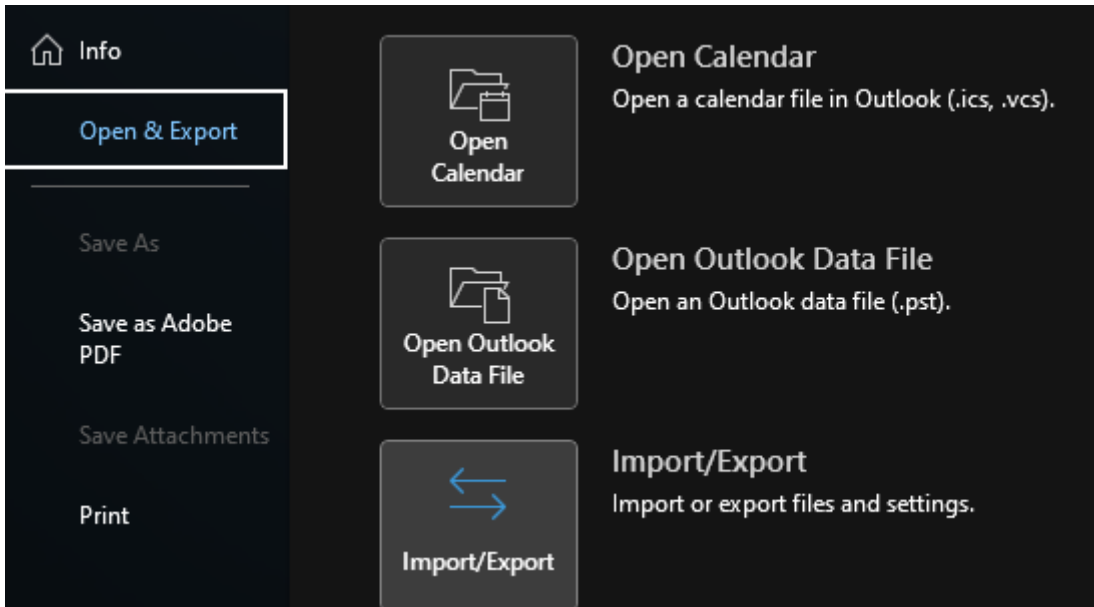 Info
Open & Export
Save As
Save as Adobe
PDF
Save Attachments
Print
Open
Calendar
Open Calendar
Open a calendar file in Outlook (.ics, .vcs).
Open Outlook
Data File
Open Outlook Data File
Open an Outlook data file (.pst).
Import/Export
Import/Export
Import or export files and settings.